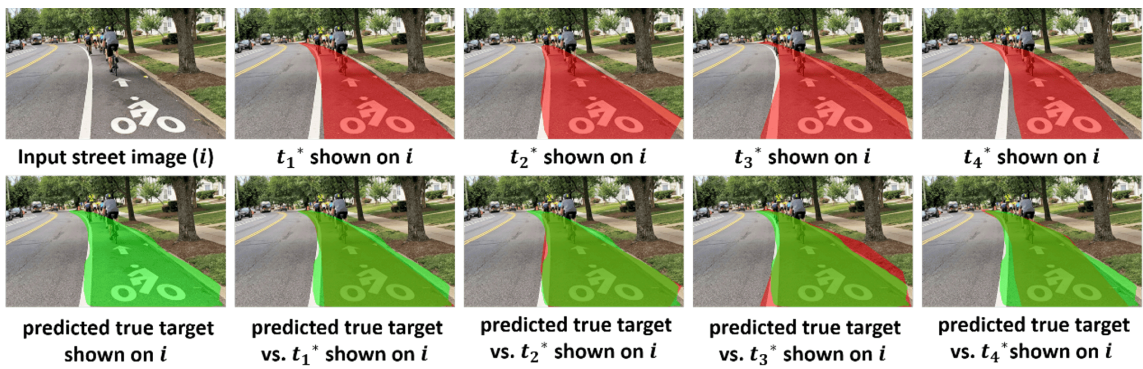 Input street image (i)
t₁* shown on i
t₂* shown on i
t₃* shown on i
t₄* shown on i
predicted true target
shown on i
predicted true target
vs. t₁* shown on i
predicted true target
vs. t₂* shown on i
predicted true target
vs. t₃* shown on i
predicted true target
vs. t₄* shown on i